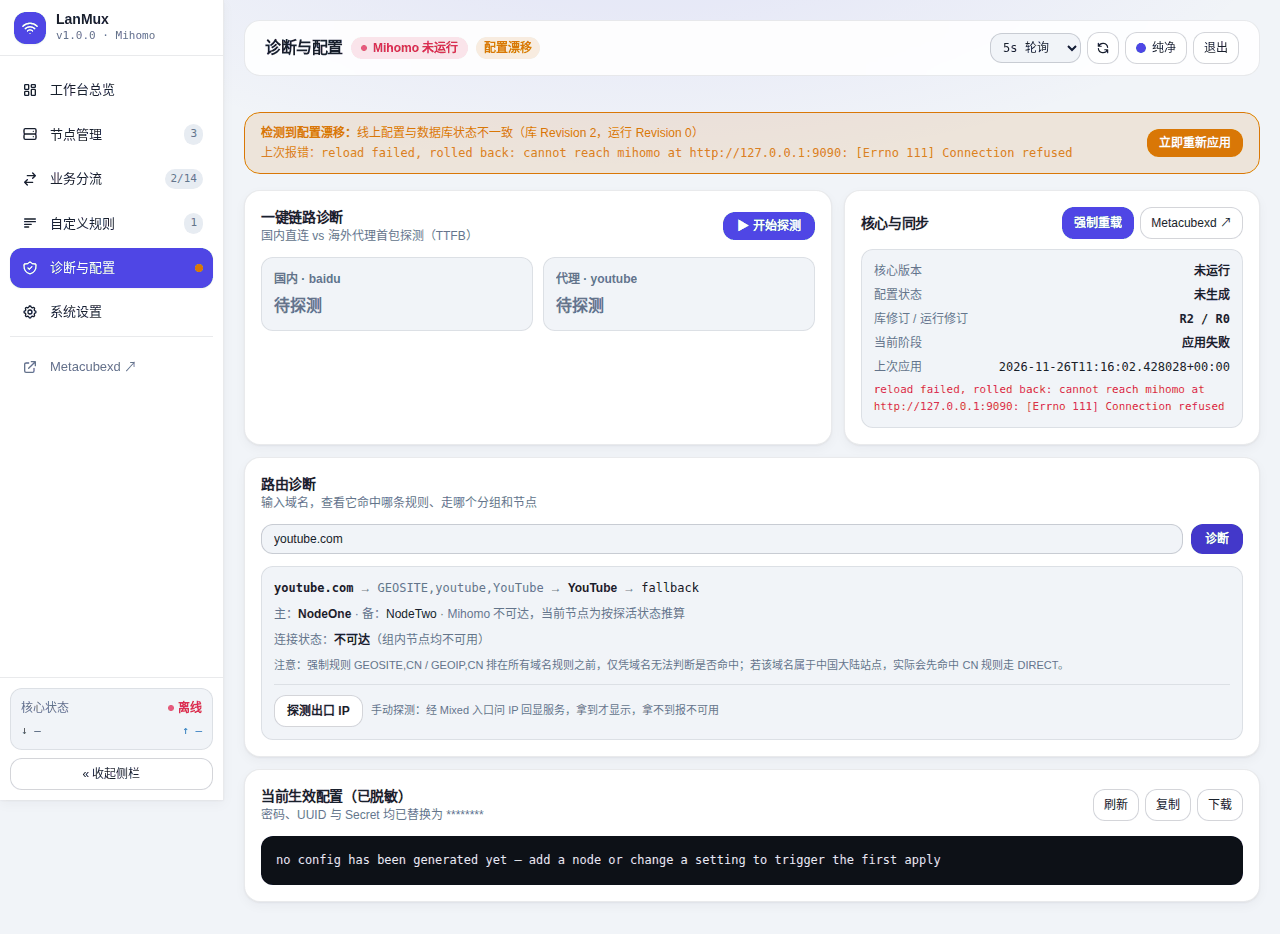 LanMux
v1.0.0 · Mihomo
工作台总览
节点管理 3
业务分流 2/14
自定义规则 1
诊断与配置
系统设置
Metacubexd ↗
核心状态 离线
↓ — ↑ —
« 收起侧栏
诊断与配置 Mihomo 未运行 配置漂移 5s 轮询 纯净 退出
检测到配置漂移：线上配置与数据库状态不一致（库 Revision 2，运行 Revision 0）
上次报错：reload failed, rolled back: cannot reach mihomo at http://127.0.0.1:9090: [Errno 111] Connection refused
立即重新应用
一键链路诊断
国内直连 vs 海外代理首包探测（TTFB）
▶ 开始探测
国内 · baidu
待探测
代理 · youtube
待探测
核心与同步 强制重载 Metacubexd ↗
核心版本 未运行
配置状态 未生成
库修订 / 运行修订 R2 / R0
当前阶段 应用失败
上次应用 2026-11-26T11:16:02.428028+00:00
reload failed, rolled back: cannot reach mihomo at
http://127.0.0.1:9090: [Errno 111] Connection refused
路由诊断
输入域名，查看它命中哪条规则、走哪个分组和节点
youtube.com 诊断
youtube.com → GEOSITE,youtube,YouTube → YouTube → fallback
主：NodeOne · 备：NodeTwo · Mihomo 不可达，当前节点为按探活状态推算
连接状态：不可达（组内节点均不可用）
注意：强制规则 GEOSITE,CN / GEOIP,CN 排在所有域名规则之前，仅凭域名无法判断是否命中；若该域名属于中国大陆站点，实际会先命中 CN 规则走 DIRECT。
探测出口 IP 手动探测：经 Mixed 入口问 IP 回显服务，拿到才显示，拿不到报不可用
当前生效配置（已脱敏）
密码、UUID 与 Secret 均已替换为 ********
刷新 复制 下载
no config has been generated yet — add a node or change a setting to trigger the first apply